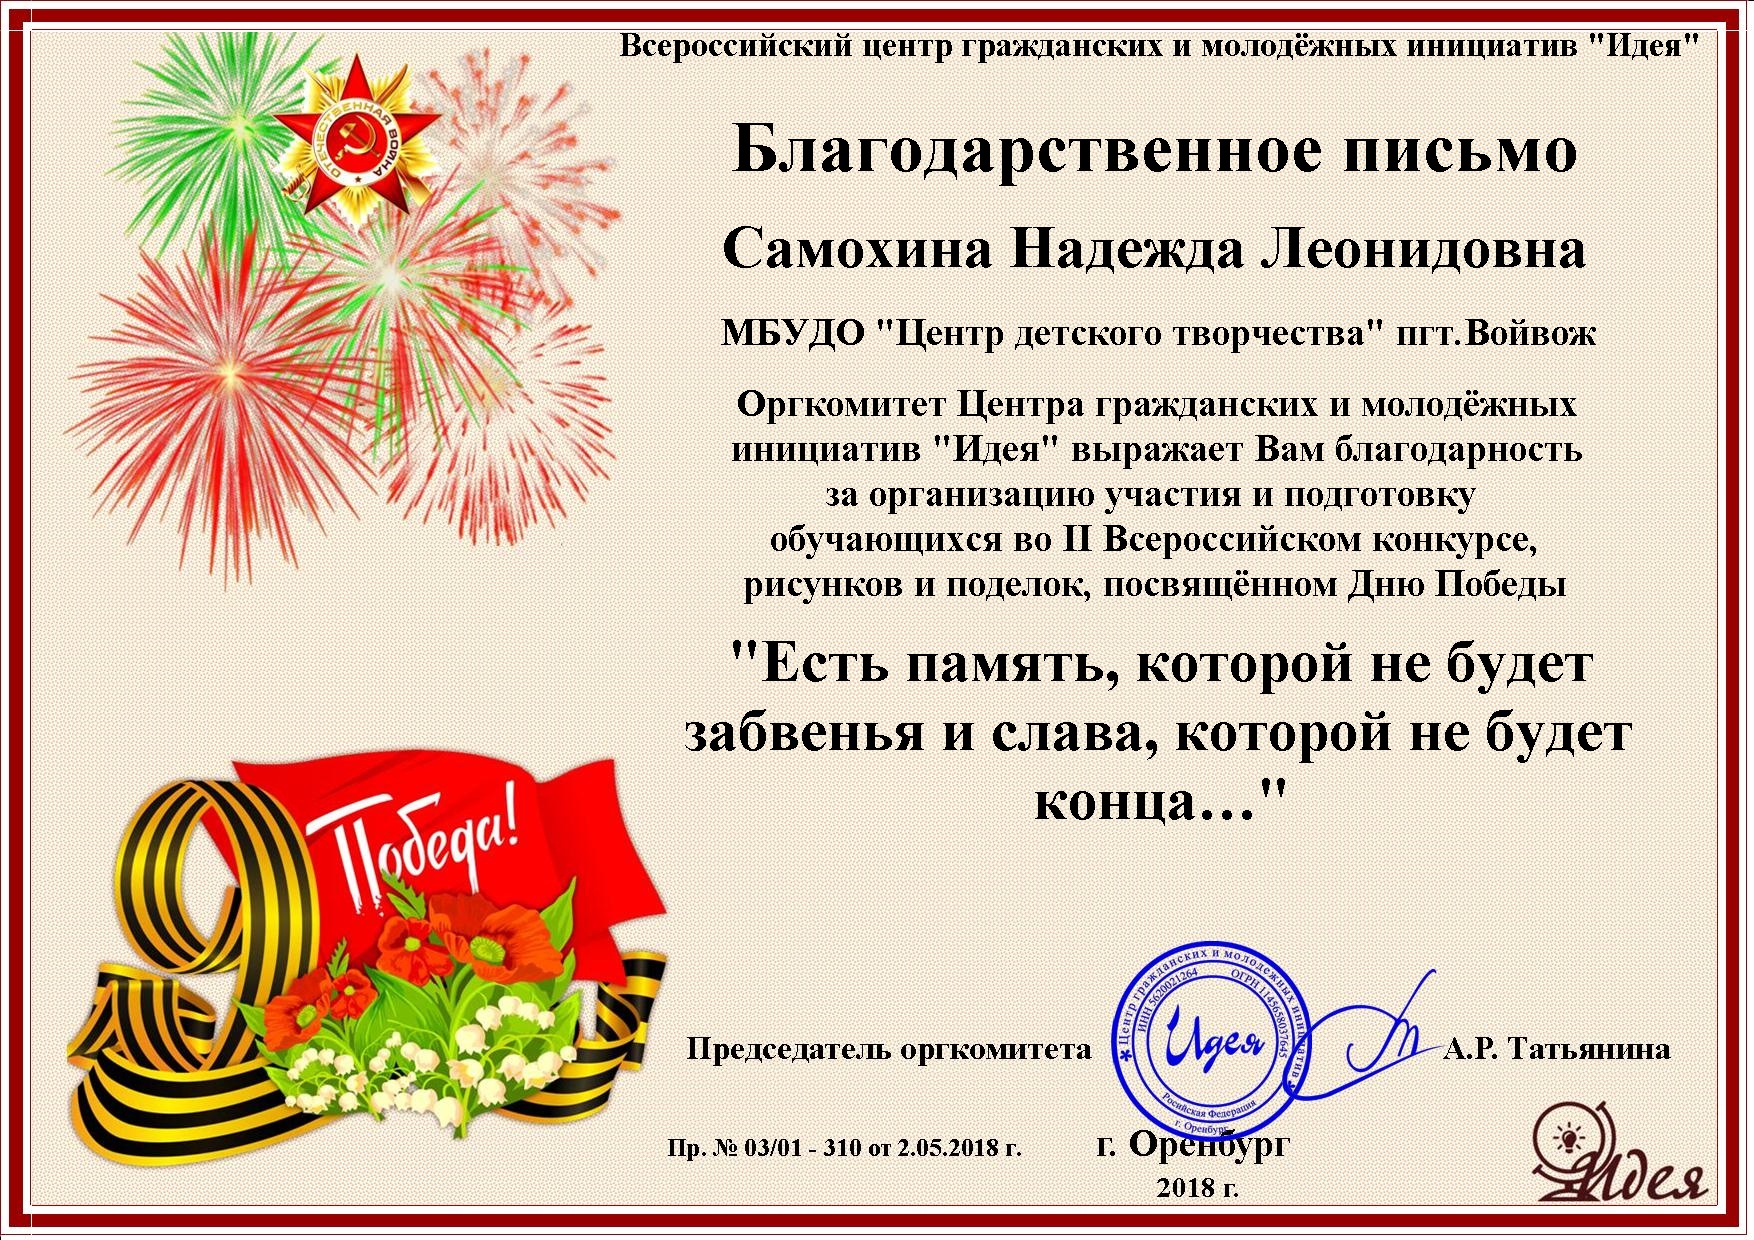 Всероссийский центр гражданских и молодёжных инициатив "Идея"
ОТЕЧЕСТВЕННАЯ ВОЙНА
Благодарственное письмо
Самохина Надежда Леонидовна
МБУДО "Центр детского творчества" пгт.Войвож
Оргкомитет Центра гражданских и молодёжных
инициатив "Идея" выражает Вам благодарность
за организацию участия и подготовку
обучающихся во II Всероссийском конкурсе,
рисунков и поделок, посвящённом Дню Победы
"Есть память, которой не будет
забвенья и слава, которой не будет
конца…"
Победа!
Председатель оргкомитета
Центр гражданских и молодежных инициатив
ИНН 5620021264 ОГРН 1145658037645
Идея
Росийская Федерация
г. Оренбург
А.Р. Татьянина
Пр. № 03/01 - 310 от 2.05.2018 г.
г. Оренбург
2018 г.
Идея